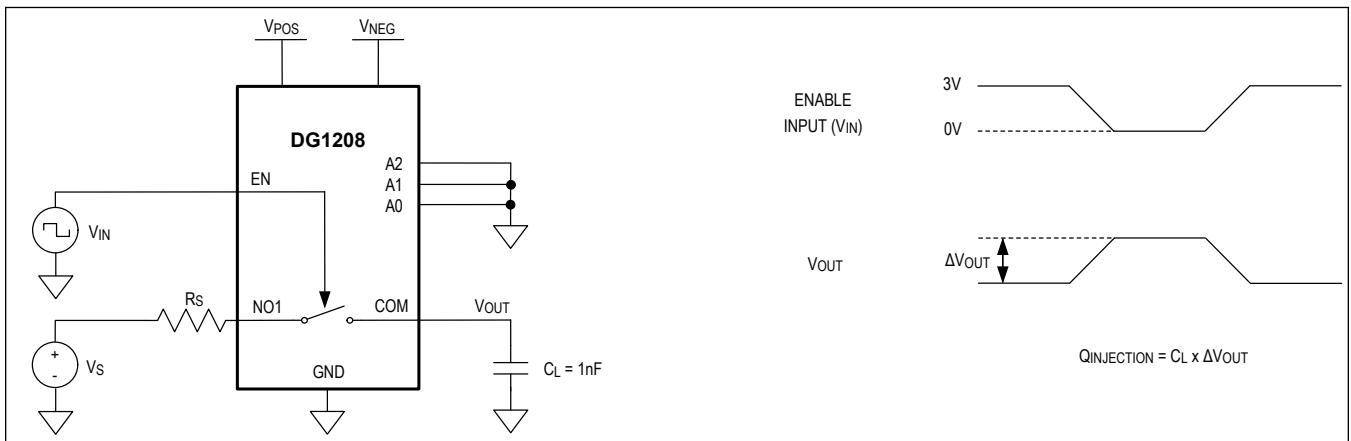 VPOS
VNEG
DG1208
A2
A1
A0
EN
VIN
RS
NO1
COM
VOUT
VS
+
-
GND
CL = 1nF
ENABLE
INPUT (VIN)
3V
0V
VOUT
ΔVOUT
QINJECTION = CL x ΔVOUT